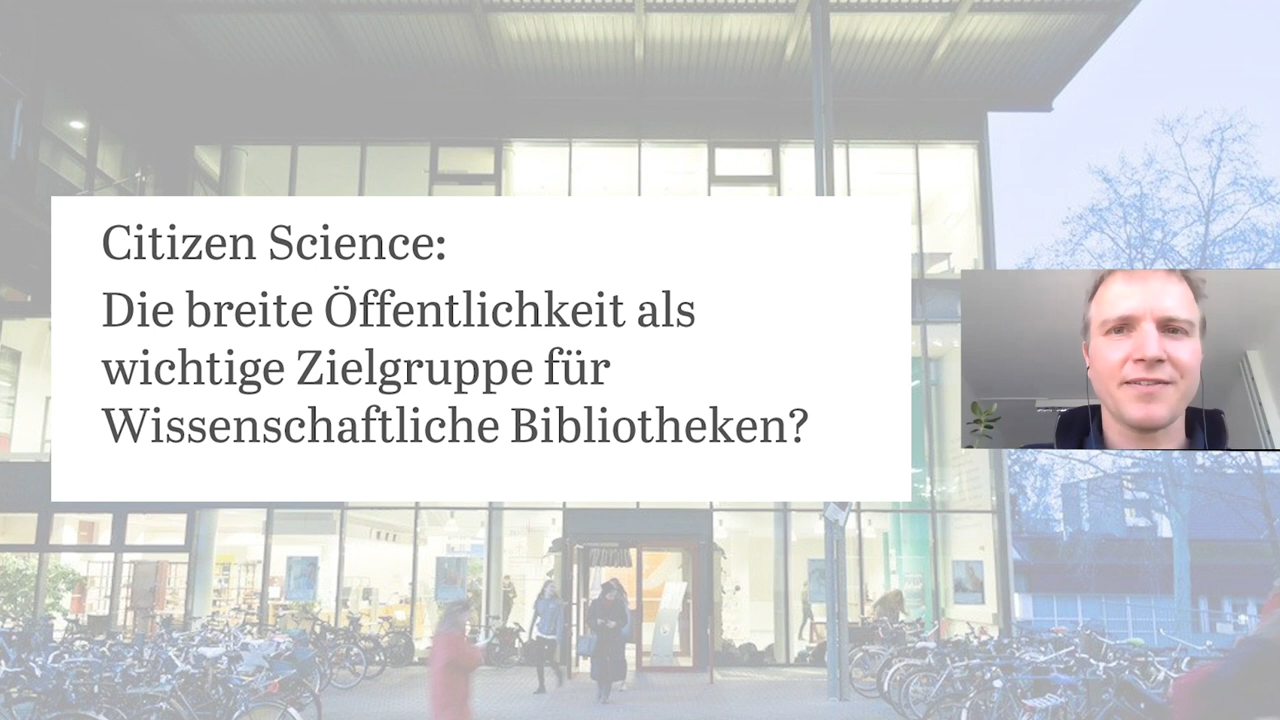 Citizen Science:
Die breite Öffentlichkeit als
wichtige Zielgruppe für
Wissenschaftliche Bibliotheken?